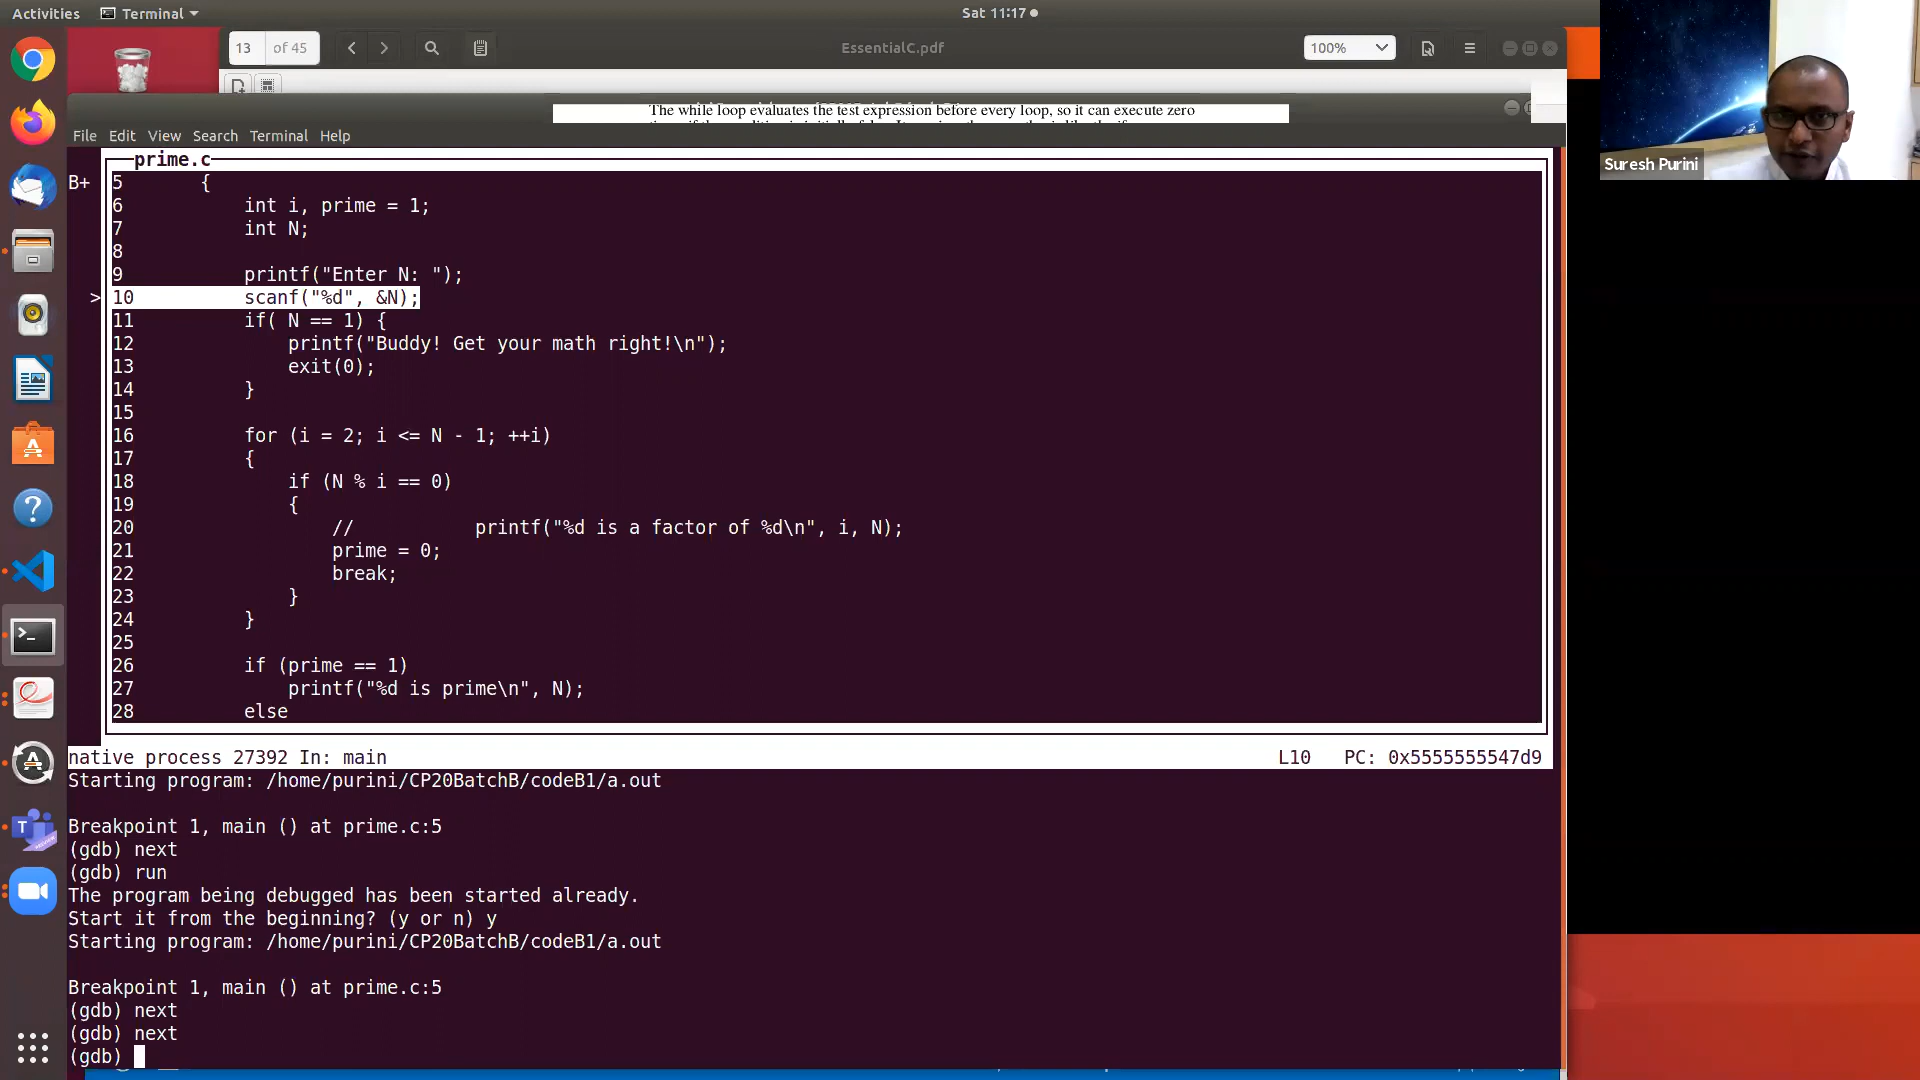 Activities
Terminal
Sat 11:17
13
of 45
EssentialC.pdf
100%
The while loop evaluates the test expression before every loop, so it can execute zero
File Edit View Search Terminal Help
Suresh Purini
prime.c
B+ 5 {
6 int i, prime = 1;
7 int N;
8
9 printf("Enter N: ");
> 10 scanf("%d", &N);
11 if( N == 1) {
12 printf("Buddy! Get your math right!\n");
13 exit(0);
14 }
15
16 for (i = 2; i <= N - 1; ++i)
17 {
18 if (N % i == 0)
19 {
20 // printf("%d is a factor of %d\n", i, N);
21 prime = 0;
22 break;
23 }
24 }
25
26 if (prime == 1)
27 printf("%d is prime\n", N);
28 else
native process 27392 In: main L10 PC: 0x5555555547d9
Starting program: /home/purini/CP20BatchB/codeB1/a.out
Breakpoint 1, main () at prime.c:5
(gdb) next
(gdb) run
The program being debugged has been started already.
Start it from the beginning? (y or n) y
Starting program: /home/purini/CP20BatchB/codeB1/a.out
Breakpoint 1, main () at prime.c:5
(gdb) next
(gdb) next
(gdb)